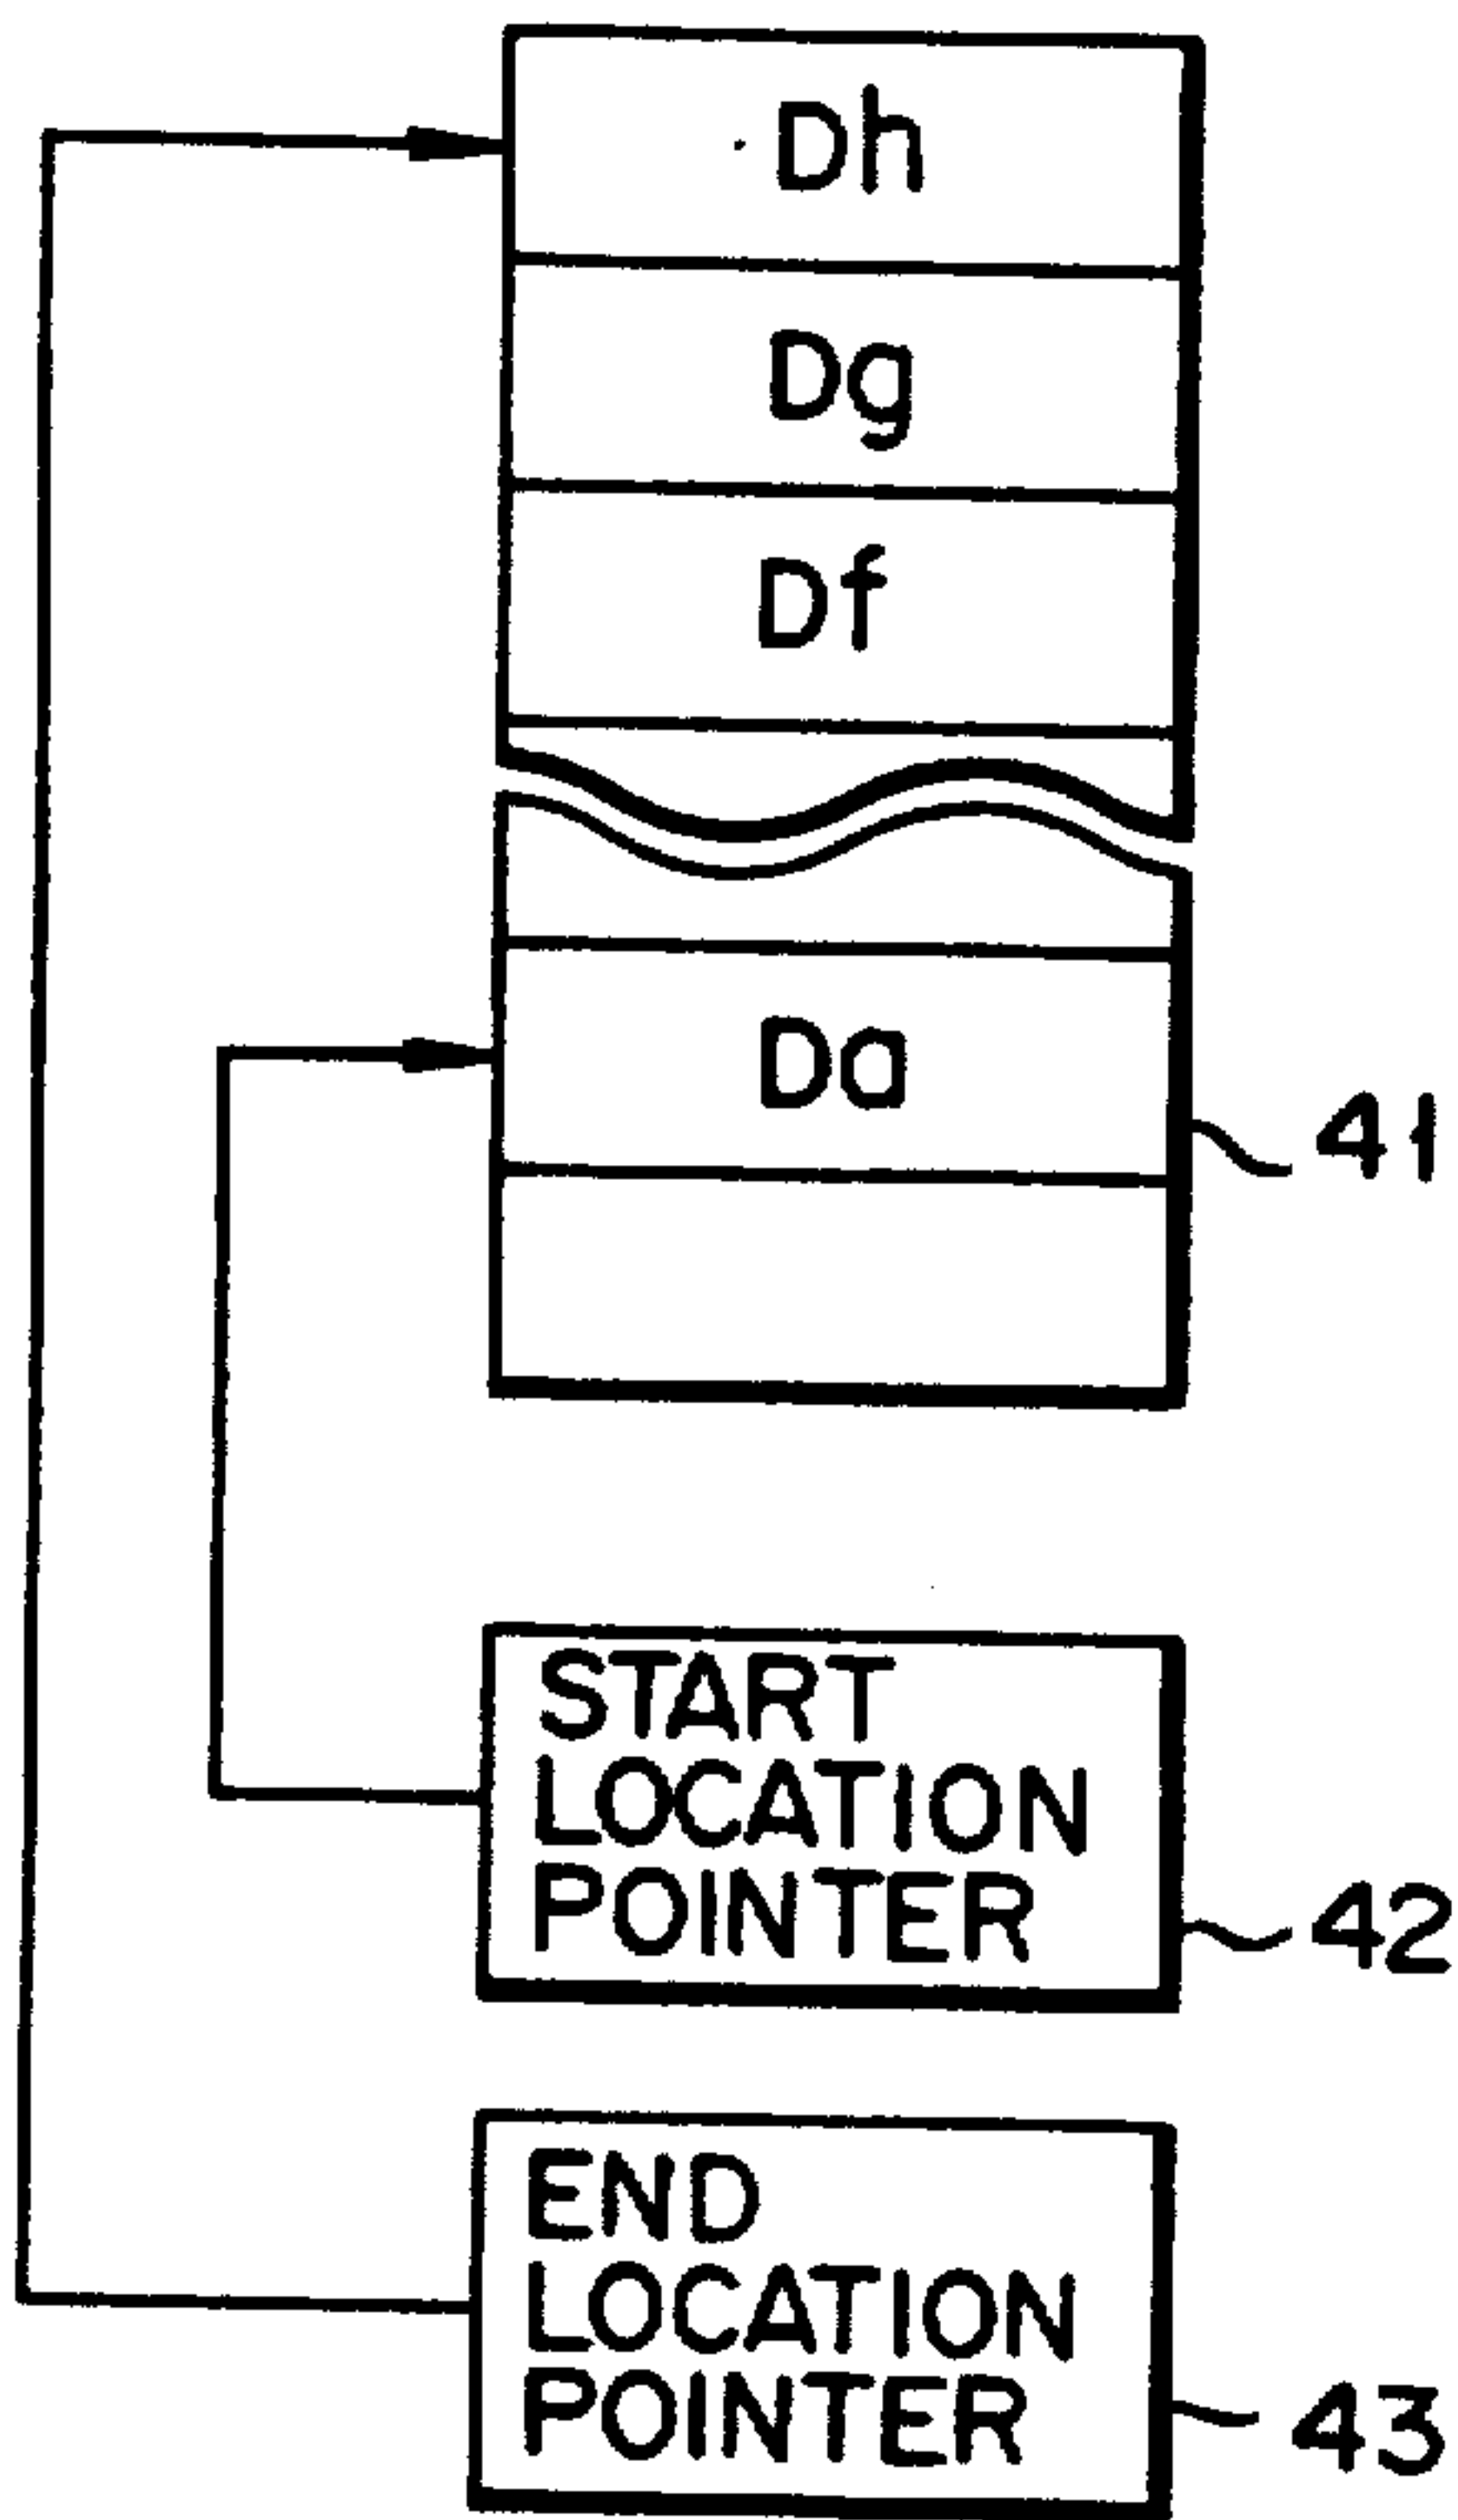 Dh
Dg
Df
Da
41
START
LOCATION
POINTER
42
END
LOCATION
POINTER
43